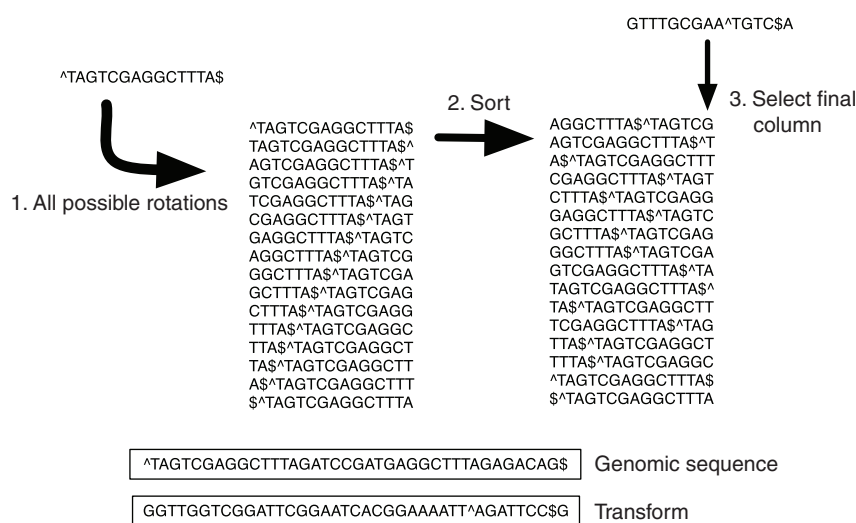 GTTTGCGAA^TGTC$A
^TAGTCGAGGCTTTA$
1. All possible rotations
^TAGTCGAGGCTTTA$
TAGTCGAGGCTTTA$^
AGTCGAGGCTTTA$^T
GTCGAGGCTTTA$^TA
TCGAGGCTTTA$^TAG
CGAGGCTTTA$^TAGT
GAGGCTTTA$^TAGTC
AGGCTTTA$^TAGTCG
GGCTTTA$^TAGTCGA
GCTTTA$^TAGTCGAG
CTTTA$^TAGTCGAGG
TTTA$^TAGTCGAGGC
TTA$^TAGTCGAGGCT
TA$^TAGTCGAGGCTT
A$^TAGTCGAGGCTTT
$^TAGTCGAGGCTTTA
2. Sort
AGGCTTTA$^TAGTCG
AGTCGAGGCTTTA$^T
A$^TAGTCGAGGCTTT
CGAGGCTTTA$^TAGT
CTTTA$^TAGTCGAGG
GAGGCTTTA$^TAGTC
GCTTTA$^TAGTCGAG
GGCTTTA$^TAGTCGA
GTCGAGGCTTTA$^TA
TAGTCGAGGCTTTA$^
TA$^TAGTCGAGGCTT
TCGAGGCTTTA$^TAG
TTA$^TAGTCGAGGCT
TTTA$^TAGTCGAGGC
^TAGTCGAGGCTTTA$
$^TAGTCGAGGCTTTA
3. Select final
column
^TAGTCGAGGCTTTAGATCCGATGAGGCTTTAGAGACAG$ Genomic sequence
GGTTGGTCGGATTCGGAATCACGGAAAATT^AGATTCC$G Transform